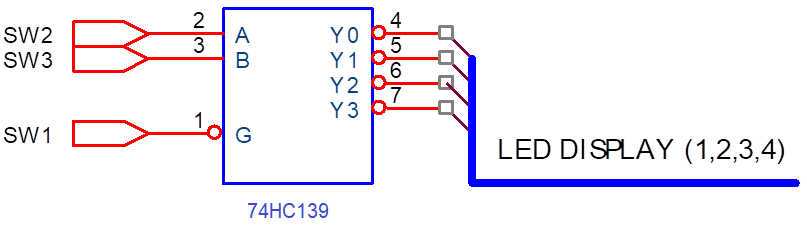 SW2 2 A Y0 4
SW3 3 B Y1 5
Y2 6
Y3 7
SW1 1 G
LED DISPLAY (1,2,3,4)
74HC139